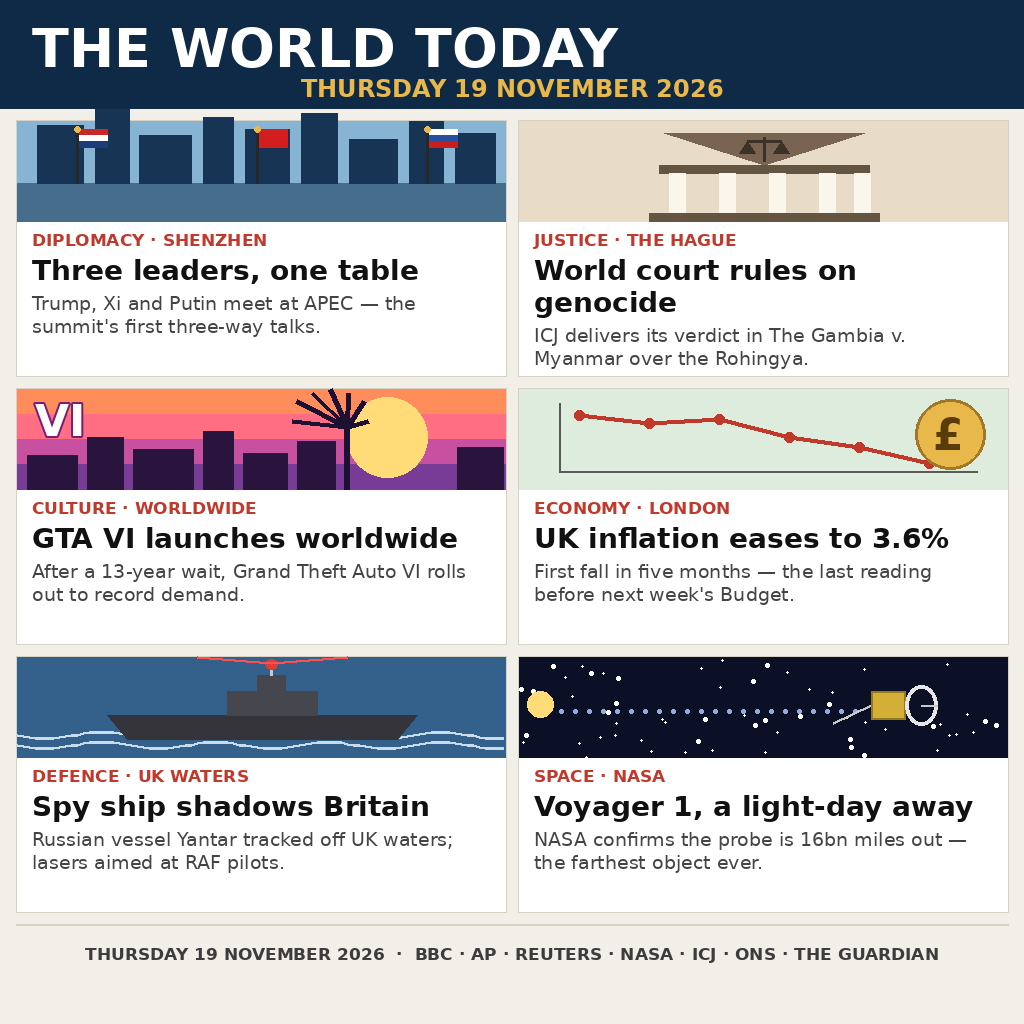 THE WORLD TODAY
THURSDAY 19 NOVEMBER 2026
DIPLOMACY · SHENZHEN
Three leaders, one table
Trump, Xi and Putin meet at APEC — the
summit's first three-way talks.
JUSTICE · THE HAGUE
World court rules on
genocide
ICJ delivers its verdict in The Gambia v.
Myanmar over the Rohingya.
VI
CULTURE · WORLDWIDE
GTA VI launches worldwide
After a 13-year wait, Grand Theft Auto VI rolls
out to record demand.
£
ECONOMY · LONDON
UK inflation eases to 3.6%
First fall in five months — the last reading
before next week's Budget.
DEFENCE · UK WATERS
Spy ship shadows Britain
Russian vessel Yantar tracked off UK waters;
lasers aimed at RAF pilots.
SPACE · NASA
Voyager 1, a light-day away
NASA confirms the probe is 16bn miles out —
the farthest object ever.
THURSDAY 19 NOVEMBER 2026 · BBC · AP · REUTERS · NASA · ICJ · ONS · THE GUARDIAN